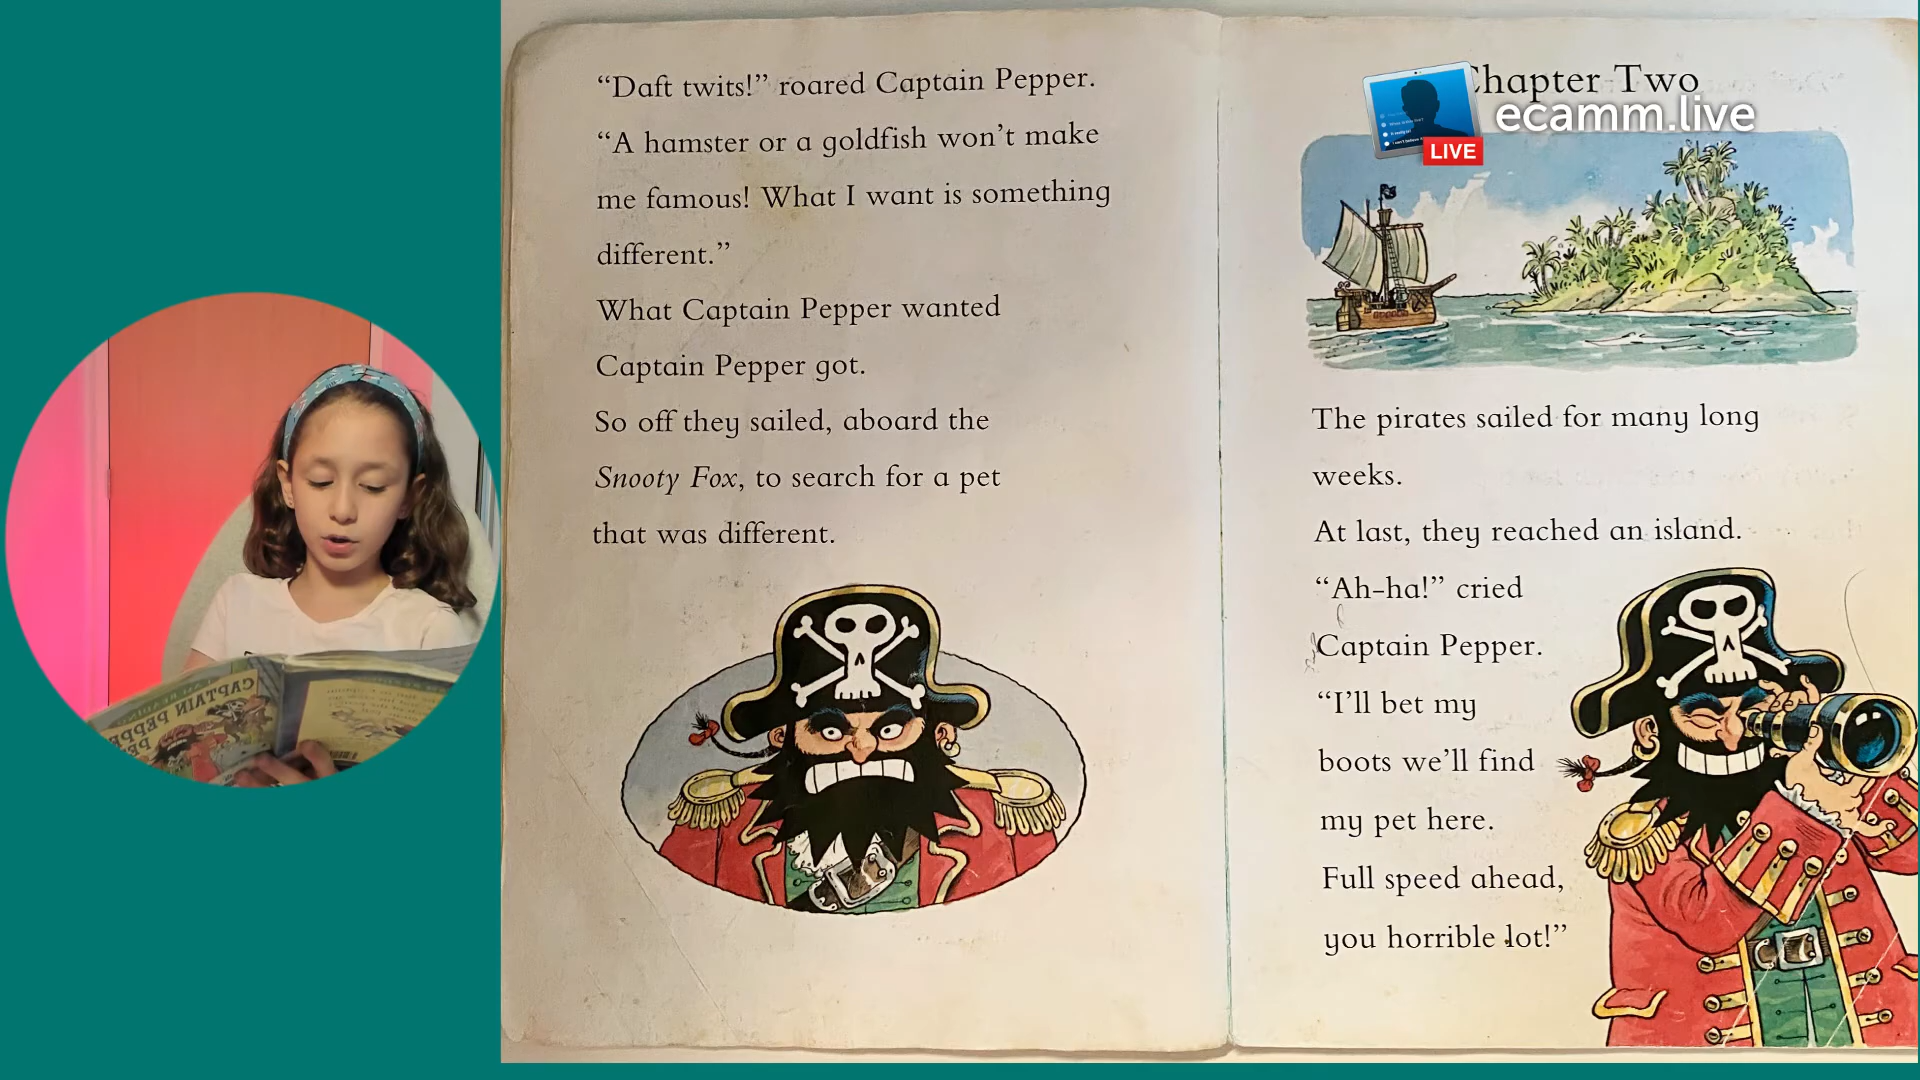 “Daft twits!” roared Captain Pepper.
“A hamster or a goldfish won’t make
me famous! What I want is something
different.”
What Captain Pepper wanted
Captain Pepper got.
So off they sailed, aboard the
Snooty Fox, to search for a pet
that was different.
Chapter Two
ecamm.live
LIVE
The pirates sailed for many long
weeks.
At last, they reached an island.
“Ah-ha!” cried
Captain Pepper.
“I’ll bet my
boots we’ll find
my pet here.
Full speed ahead,
you horrible lot!”
CAPTAIN PEPPE